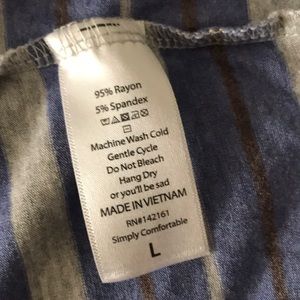 95% Rayon
5% Spandex
Machine Wash Cold
Gentle Cycle
Do Not Bleach
Hang Dry
or you'll be sad
MADE IN VIETNAM
RN#142161
Simply Comfortable
L